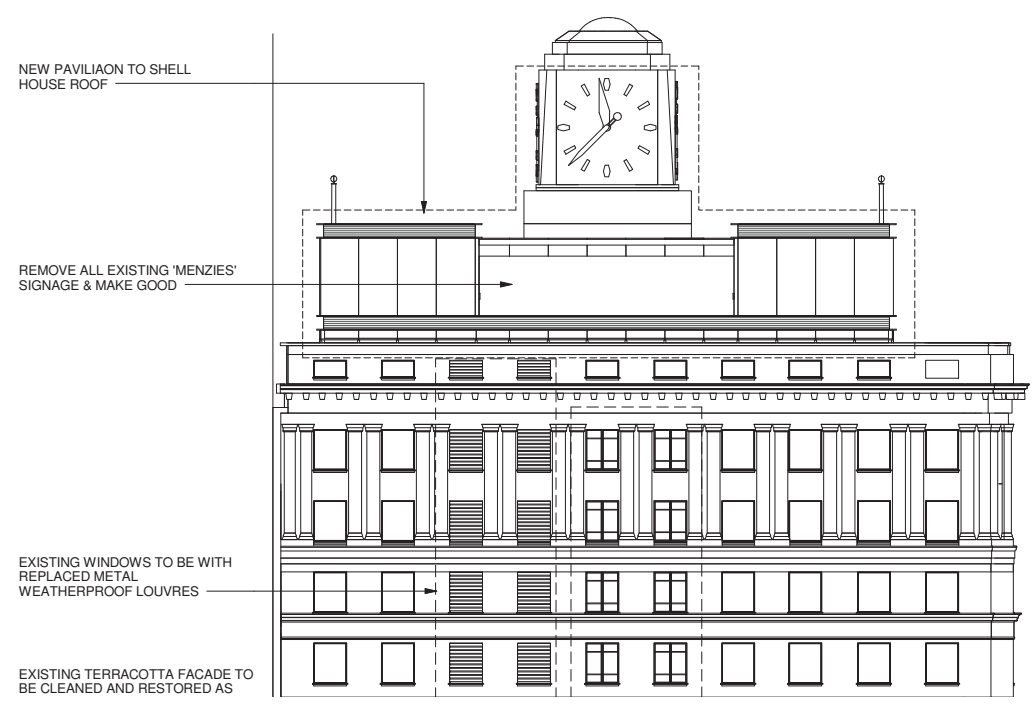 NEW PAVILIAON TO SHELL
HOUSE ROOF
REMOVE ALL EXISTING 'MENZIES'
SIGNAGE & MAKE GOOD
EXISTING WINDOWS TO BE WITH
REPLACED METAL
WEATHERPROOF LOUVRES
EXISTING TERRACOTTA FACADE TO
BE CLEANED AND RESTORED AS